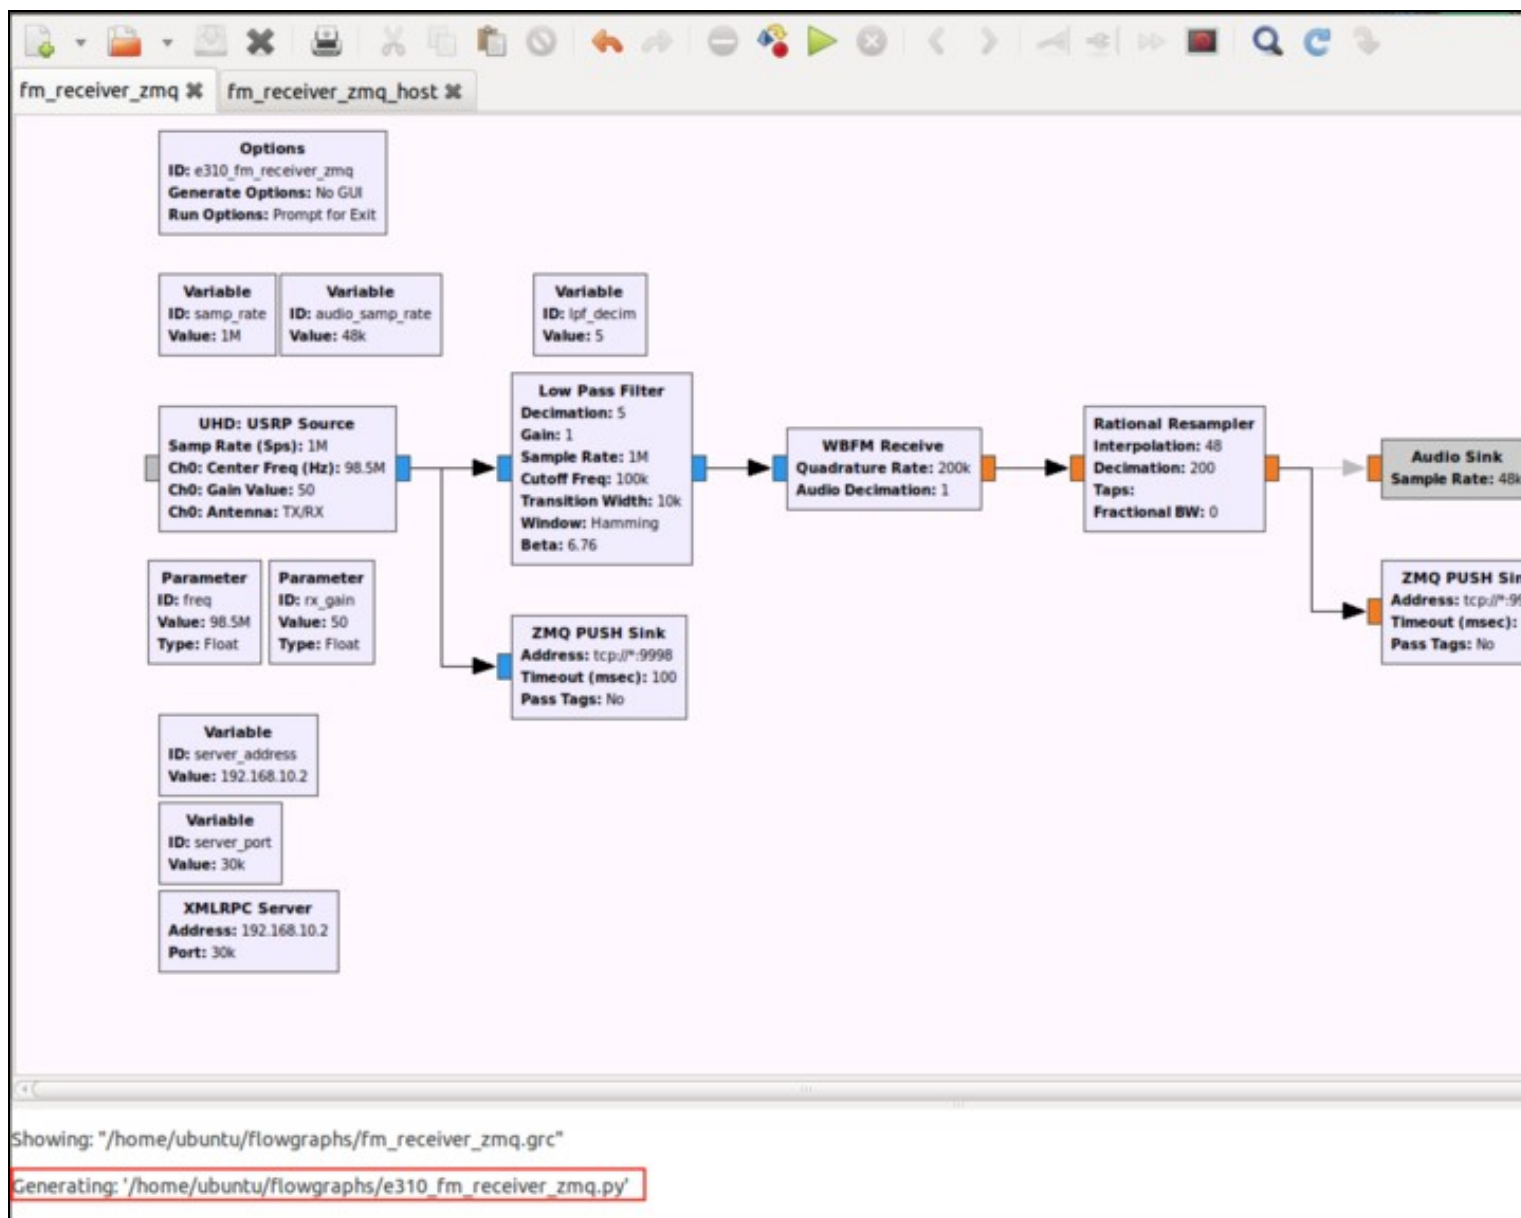 fm_receiver_zmq
fm_receiver_zmq_host
Options
ID: e310_fm_receiver_zmq
Generate Options: No GUI
Run Options: Prompt for Exit
Variable
ID: samp_rate
Value: 1M
Variable
ID: audio_samp_rate
Value: 48k
Variable
ID: lpf_decim
Value: 5
UHD: USRP Source
Samp Rate (Sps): 1M
Ch0: Center Freq (Hz): 98.5M
Ch0: Gain Value: 50
Ch0: Antenna: TX/RX
Low Pass Filter
Decimation: 5
Gain: 1
Sample Rate: 1M
Cutoff Freq: 100k
Transition Width: 10k
Window: Hamming
Beta: 6.76
WBFM Receive
Quadrature Rate: 200k
Audio Decimation: 1
Rational Resampler
Interpolation: 48
Decimation: 200
Taps:
Fractional BW: 0
Audio Sink
Sample Rate: 48k
Parameter
ID: freq
Value: 98.5M
Type: Float
Parameter
ID: rx_gain
Value: 50
Type: Float
ZMQ PUSH Sink
Address: tcp://*:9998
Timeout (msec): 100
Pass Tags: No
ZMQ PUSH
Address:
Timeout (msec):
Pass Tags: No
Variable
ID: server_address
Value: 192.168.10.2
Variable
ID: server_port
Value: 30k
XMLRPC Server
Address: 192.168.10.2
Port: 30k
Showing: "/home/ubuntu/flowgraphs/fm_receiver_zmq.grc"
Generating: '/home/ubuntu/flowgraphs/e310_fm_receiver_zmq.py'